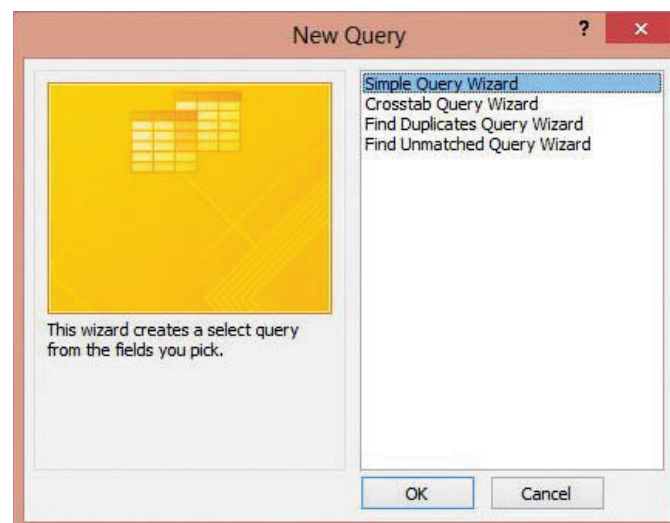 New Query
?
×
Simple Query Wizard
Crosstab Query Wizard
Find Duplicates Query Wizard
Find Unmatched Query Wizard
This wizard creates a select query
from the fields you pick.
OK
Cancel